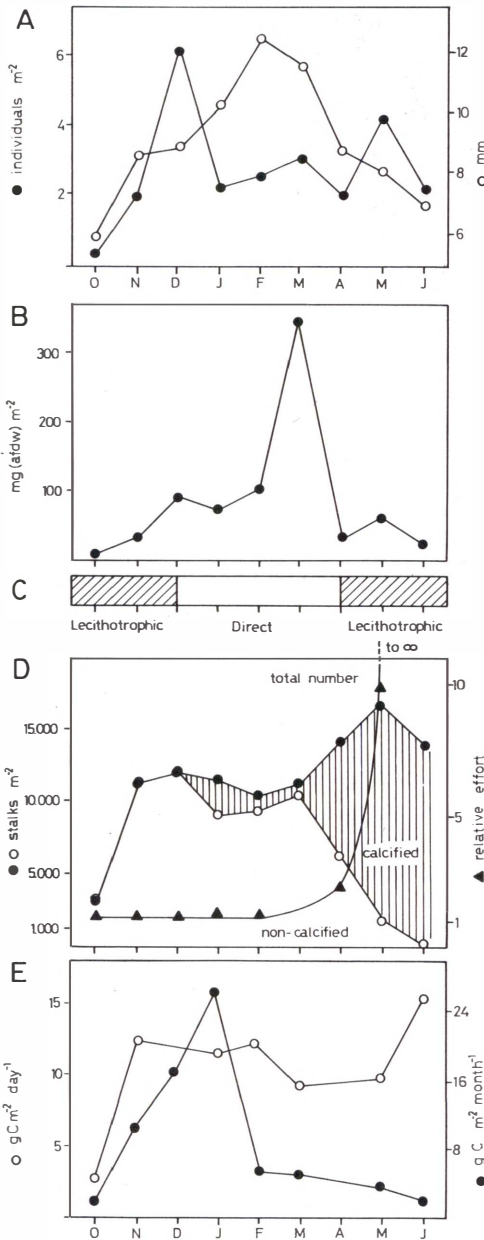 A
6
4
2
● individuals m⁻²
12
10
8
6
○ mm
O N D J F M A M J
B
300
200
100
mg (afdw) m⁻²
C
Lecithotrophic Direct Lecithotrophic
D
to ∞
total number
15.000
10.000
5.000
1.000
● ○ stalks m⁻²
10
5
1
▲ relative effort
calcified
non-calcified
E
15
10
5
○ gC m⁻² day⁻¹
24
16
8
● g C m⁻² month⁻¹
O N D J F M A M J